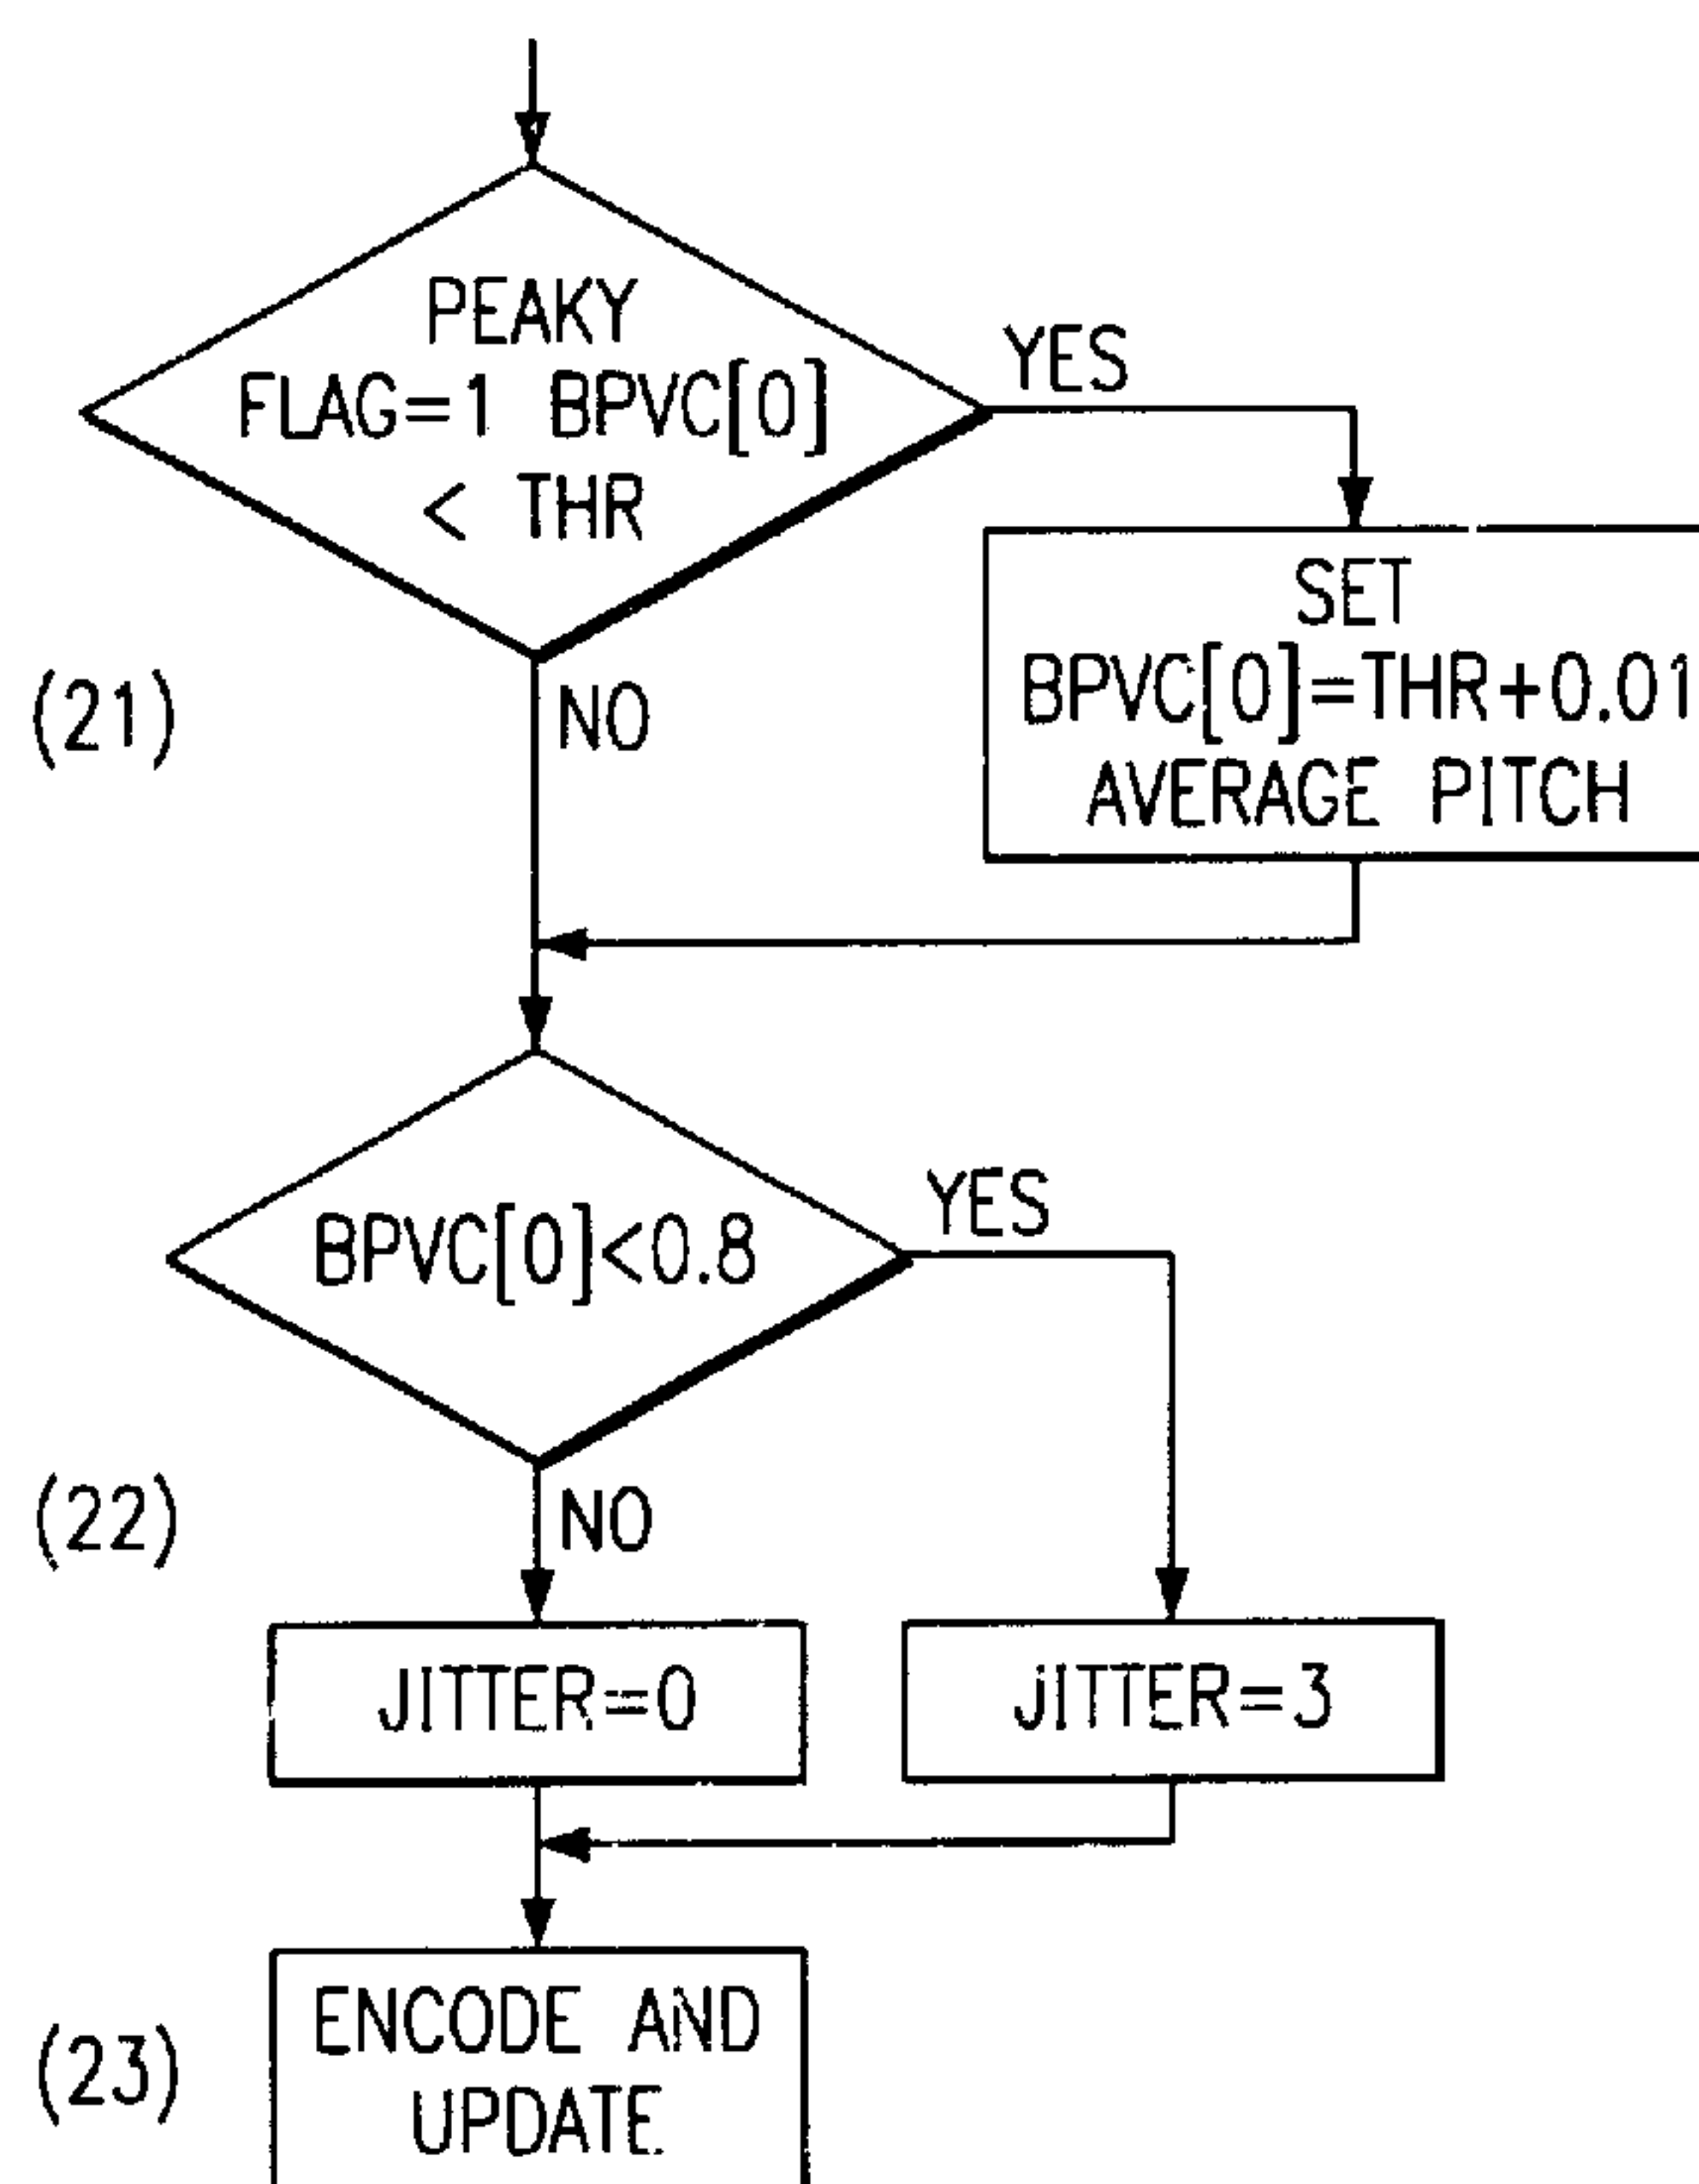 PEAKY
FLAG=1 BPVC[0]
< THR
YES
SET
BPVC[0]=THR+0.01
AVERAGE PITCH
(21)
NO
BPVC[0]<0.8
YES
(22)
NO
JITTER=0
JITTER=3
(23)
ENCODE AND
UPDATE